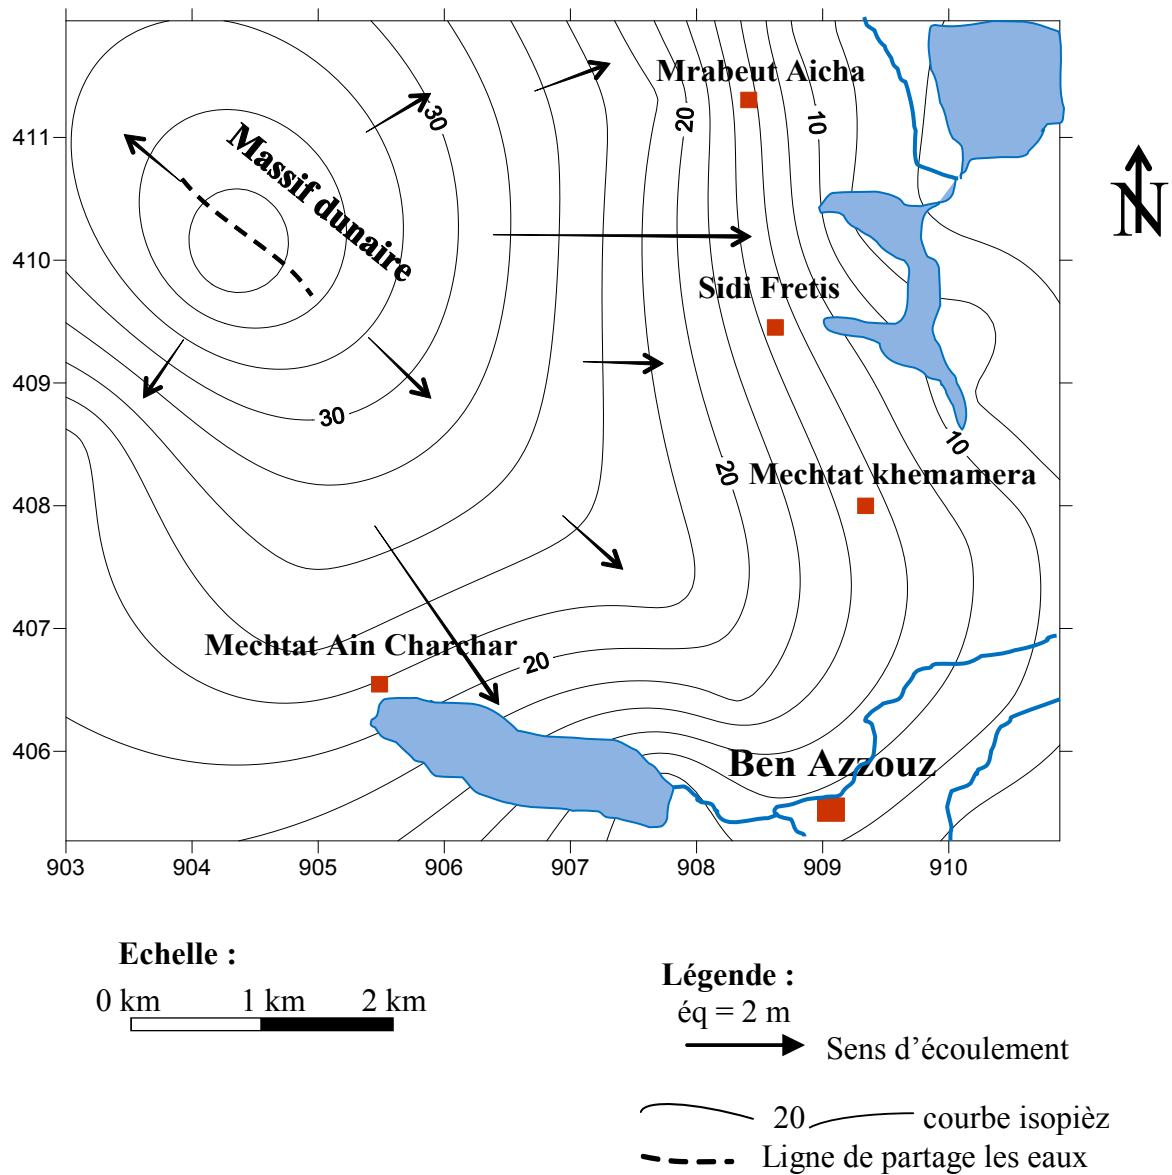 Mrabeut Aicha
30
20
10
411
Massif dunaire
N
410
Sidi Fretis
409
30
10
20
Mechtat khemamera
408
407
Mechtat Ain Charchar
20
406
Ben Azzouz
903 904 905 906 907 908 909 910
Echelle :
0 km 1 km 2 km
Légende :
éq = 2 m
Sens d’écoulement
20 courbe isopièz
Ligne de partage les eaux